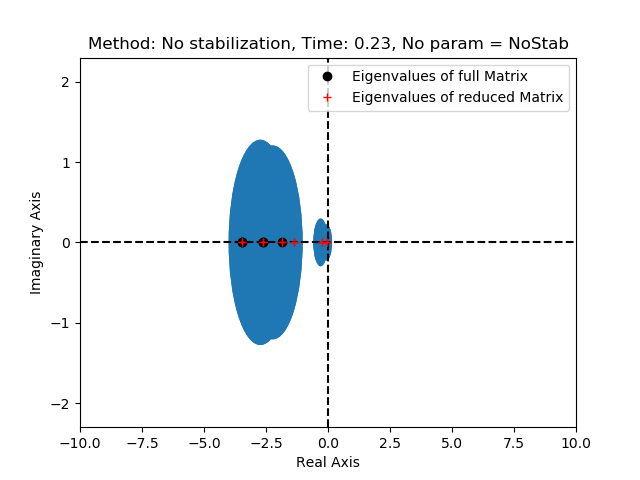 Method: No stabilization, Time: 0.23, No param = NoStab
Eigenvalues of full Matrix
Eigenvalues of reduced Matrix
2
1
0
−1
−2
Imaginary Axis
−10.0 −7.5 −5.0 −2.5 0.0 2.5 5.0 7.5 10.0
Real Axis